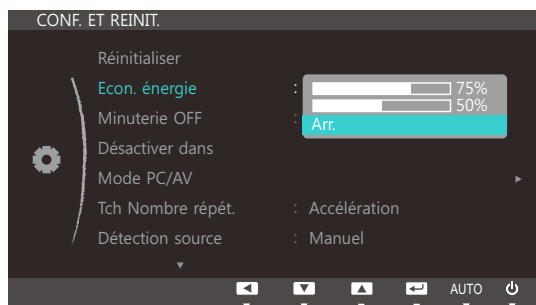 CONF. ET REINIT.
Réinitialiser
Econ. énergie : 75%
50%
Minuterie OFF : Arr.
Désactiver dans
Mode PC/AV
Tch Nombre répét. : Accélération
Détection source : Manuel
AUTO